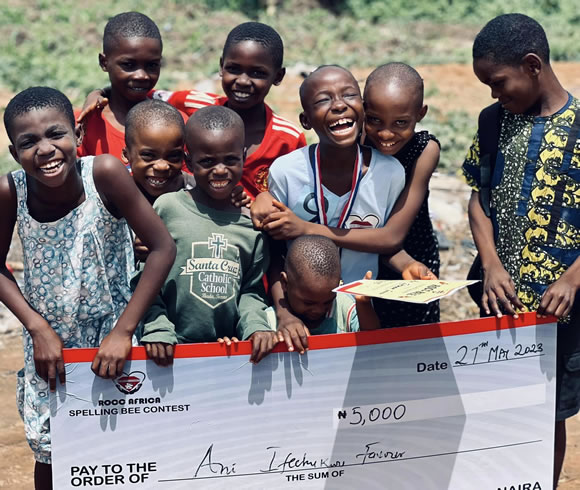 Santa Cruz
Catholic
School
ROCC AFRICA
SPELLING BEE CONTEST
Date 27TH MAY 2023
₦5,000
PAY TO THE
ORDER OF
Ani Ifechukwu Favour
THE SUM OF
NAIRA